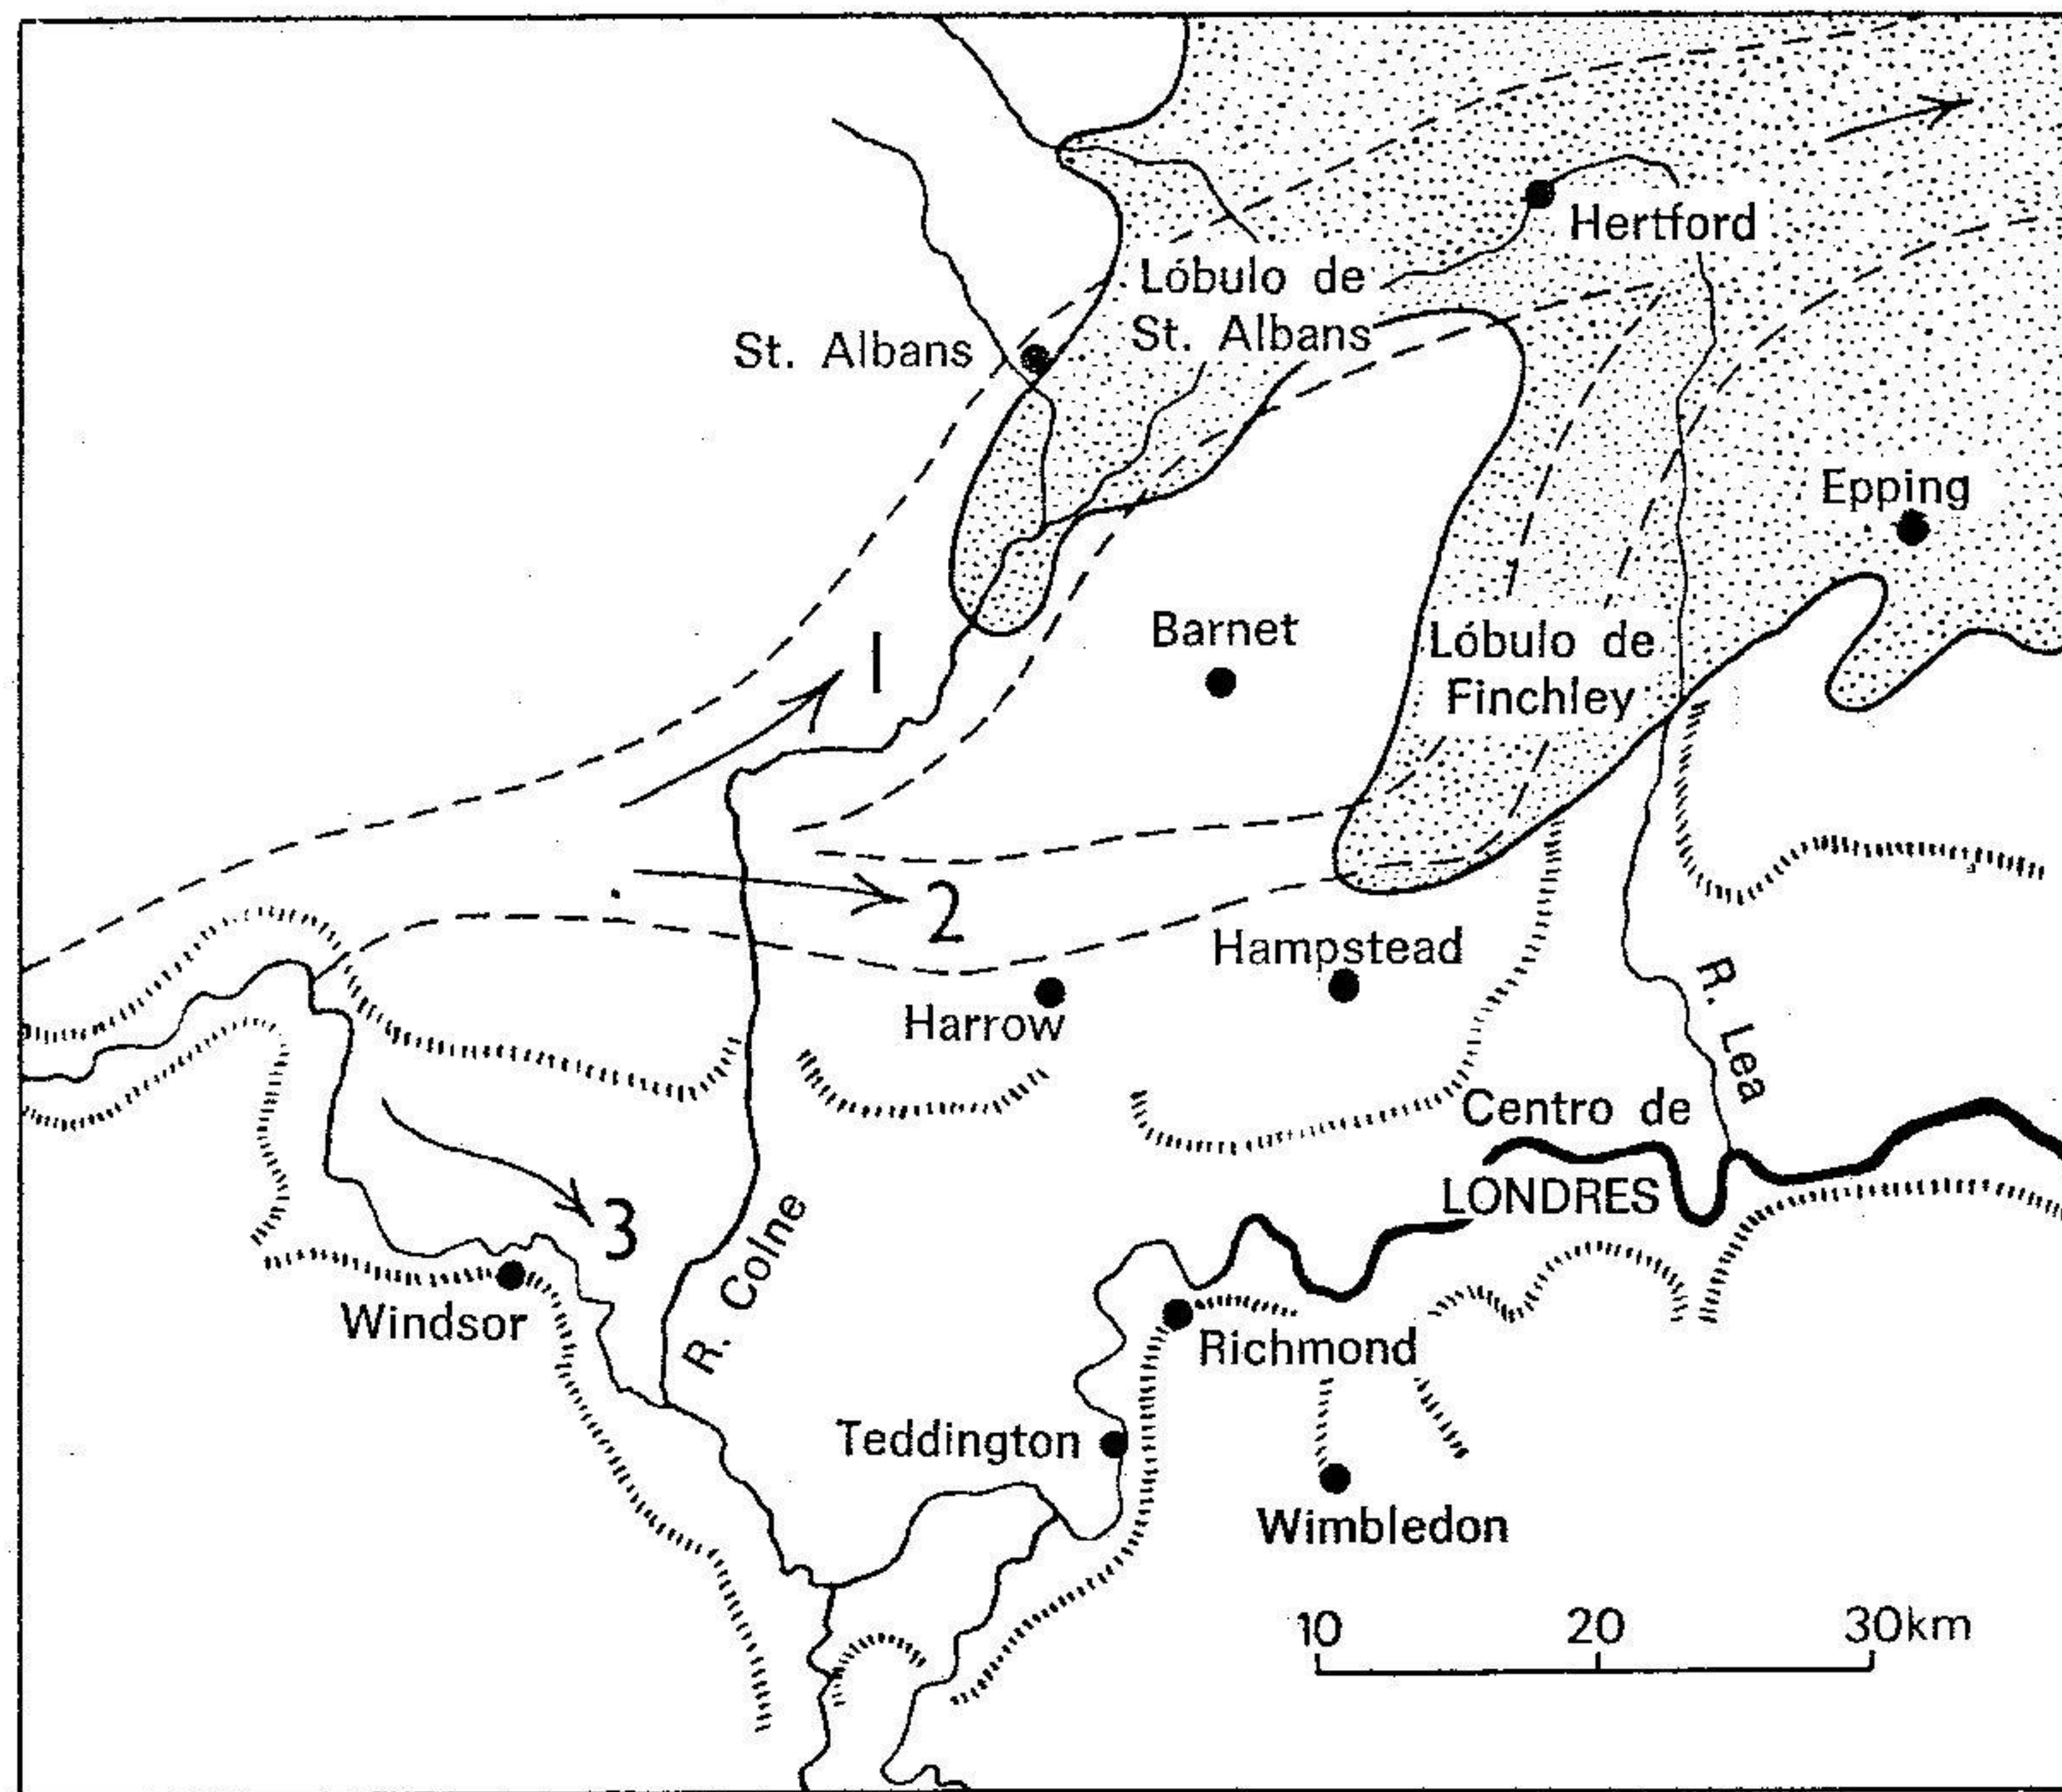 Hertford
Lóbulo de
St. Albans
St. Albans
Epping
1
Barnet
Lóbulo de
Finchley
2
Hampstead
Harrow
R. Lea
Centro de
LONDRES
3
R. Colne
Windsor
Richmond
Teddington
Wimbledon
10 20 30km